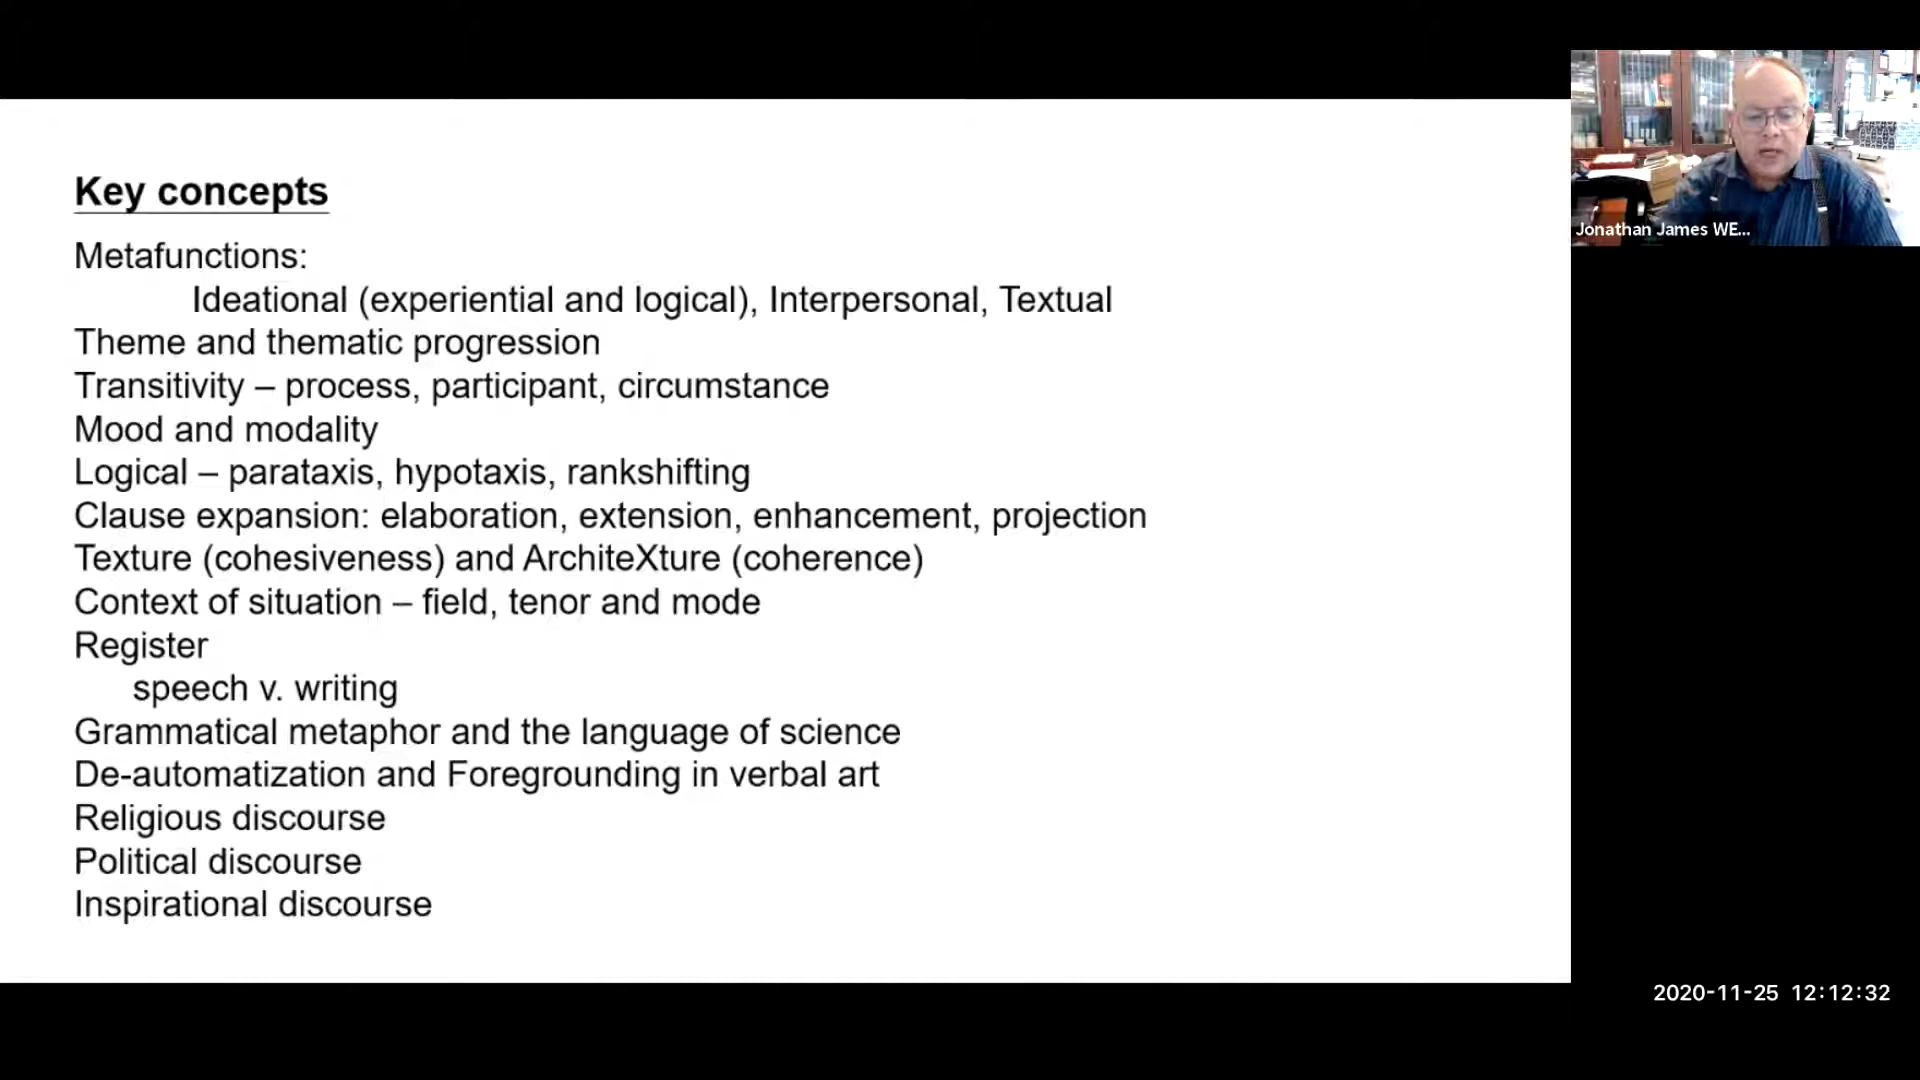 Key concepts
Metafunctions:
Ideational (experiential and logical), Interpersonal, Textual
Theme and thematic progression
Transitivity – process, participant, circumstance
Mood and modality
Logical – parataxis, hypotaxis, rankshifting
Clause expansion: elaboration, extension, enhancement, projection
Texture (cohesiveness) and ArchiteXture (coherence)
Context of situation – field, tenor and mode
Register
speech v. writing
Grammatical metaphor and the language of science
De-automatization and Foregrounding in verbal art
Religious discourse
Political discourse
Inspirational discourse
Jonathan James WE...
2020-11-25 12:12:32